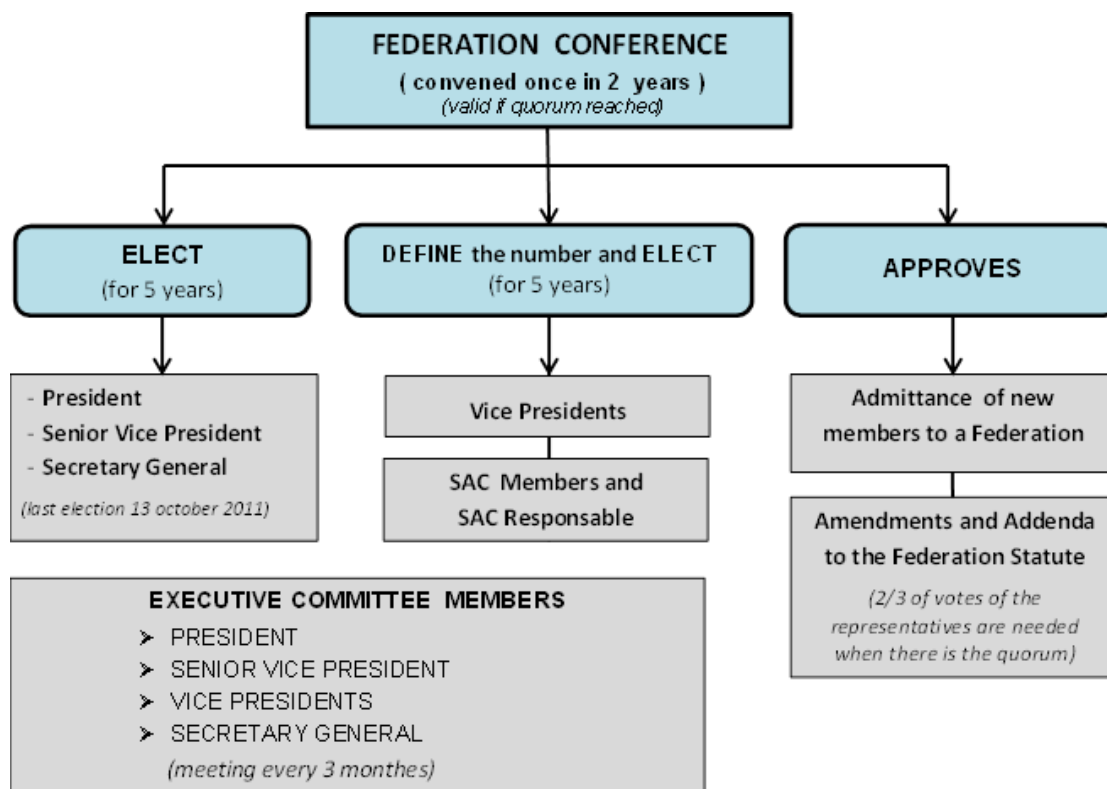 FEDERATION CONFERENCE
( convened once in 2 years )
(valid if quorum reached)
ELECT
(for 5 years)
DEFINE the number and ELECT
(for 5 years)
APPROVES
- President
- Senior Vice President
- Secretary General
(last election 13 october 2011)
Vice Presidents
SAC Members and
SAC Responsable
Admittance of new
members to a Federation
Amendments and Addenda
to the Federation Statute
(2/3 of votes of the
representatives are needed
when there is the quorum)
EXECUTIVE COMMITTEE MEMBERS
➤ PRESIDENT
➤ SENIOR VICE PRESIDENT
➤ VICE PRESIDENTS
➤ SECRETARY GENERAL
(meeting every 3 monthes)